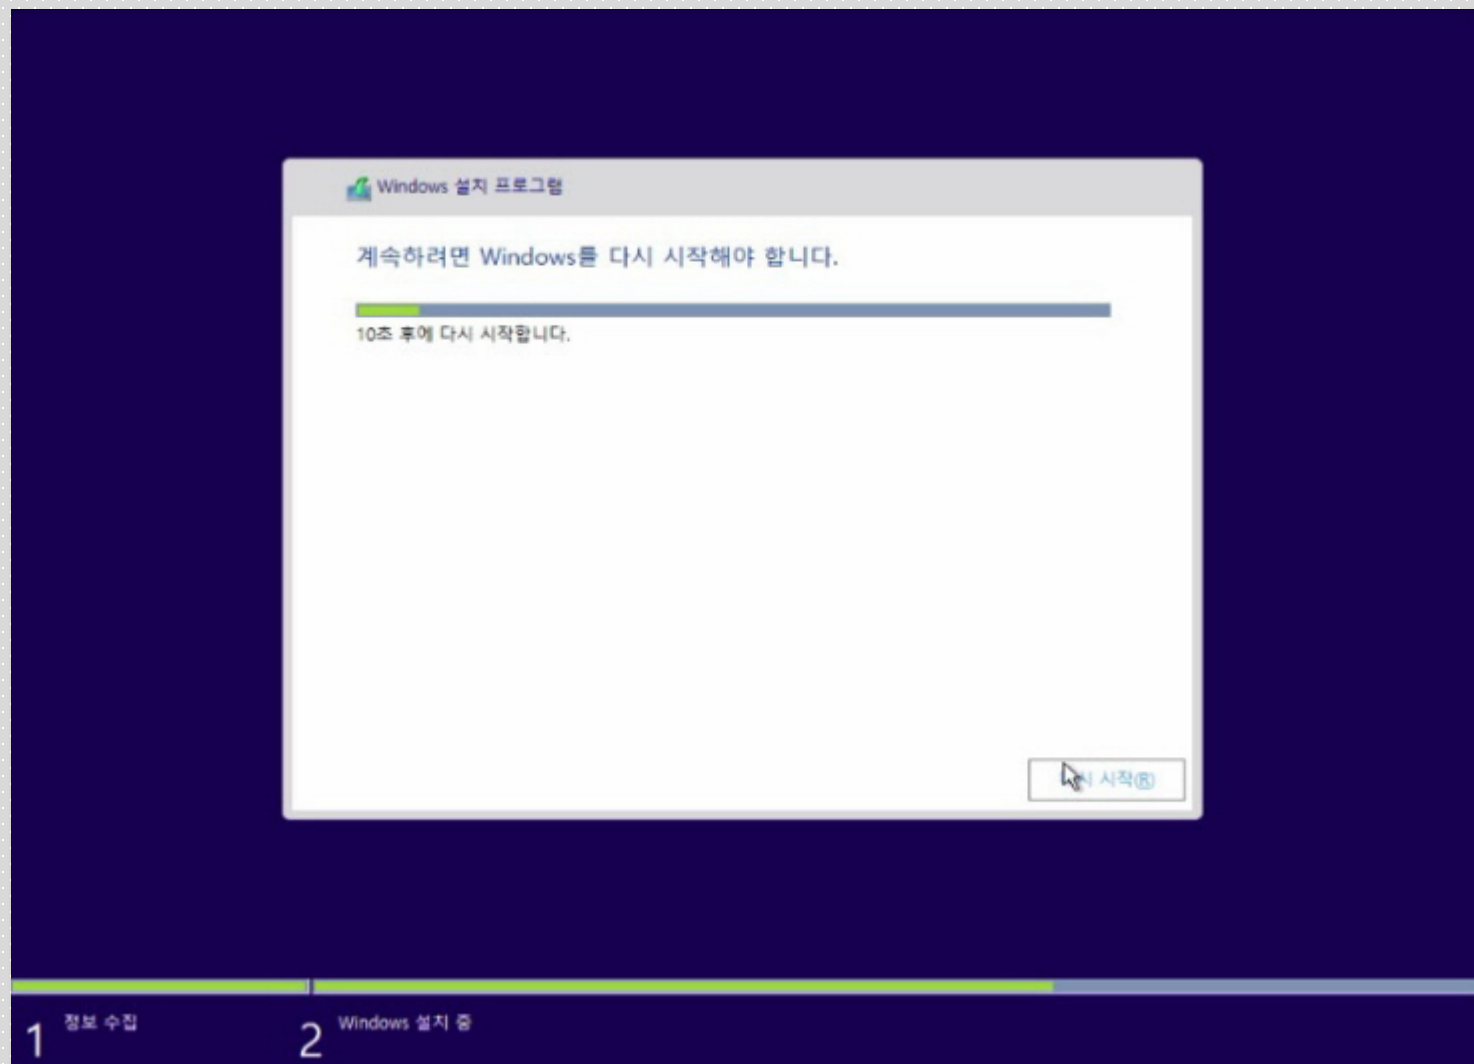 Windows 설치 프로그램
계속하려면 Windows를 다시 시작해야 합니다.
10초 후에 다시 시작합니다.
시작(R)
1 정보 수집
2 Windows 설치 중